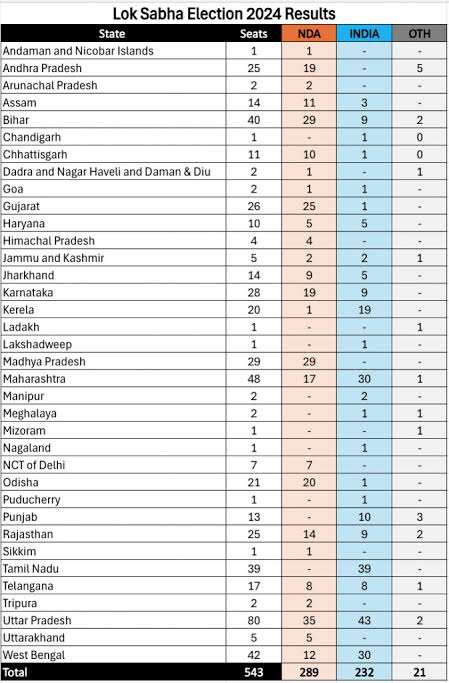 Lok Sabha Election 2024 Results
State Seats NDA INDIA OTH
Andaman and Nicobar Islands 1 1 - -
Andhra Pradesh 25 19 - 5
Arunachal Pradesh 2 2 - -
Assam 14 11 3 -
Bihar 40 29 9 2
Chandigarh 1 - 1 0
Chhattisgarh 11 10 1 0
Dadra and Nagar Haveli and Daman & Diu 2 1 - 1
Goa 2 1 1 -
Gujarat 26 25 1 -
Haryana 10 5 5 -
Himachal Pradesh 4 4 - -
Jammu and Kashmir 5 2 2 1
Jharkhand 14 9 5 -
Karnataka 28 19 9 -
Kerela 20 1 19 -
Ladakh 1 - - 1
Lakshadweep 1 - 1 -
Madhya Pradesh 29 29 - -
Maharashtra 48 17 30 1
Manipur 2 - 2 -
Meghalaya 2 - 1 1
Mizoram 1 - - 1
Nagaland 1 - 1 -
NCT of Delhi 7 7 - -
Odisha 21 20 1 -
Puducherry 1 - 1 -
Punjab 13 - 10 3
Rajasthan 25 14 9 2
Sikkim 1 1 - -
Tamil Nadu 39 - 39 -
Telangana 17 8 8 1
Tripura 2 2 - -
Uttar Pradesh 80 35 43 2
Uttarakhand 5 5 - -
West Bengal 42 12 30 -
Total 543 289 232 21